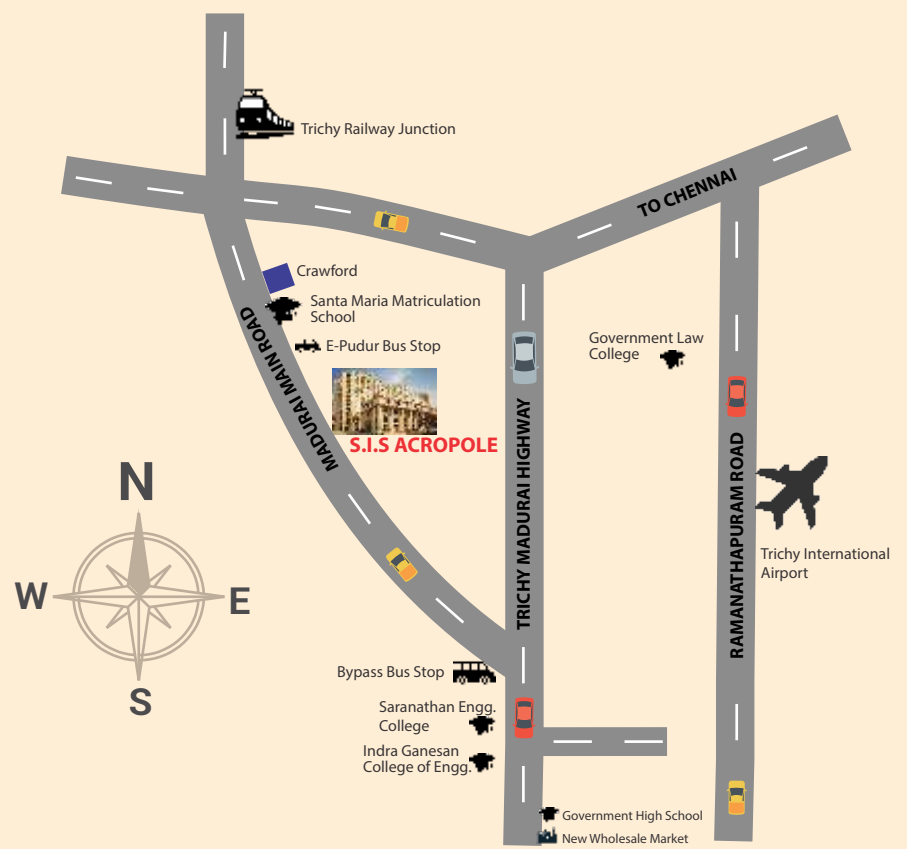 Trichy Railway Junction
TO CHENNAI
Crawford
Santa Maria Matriculation
School
E-Pudur Bus Stop
Government Law
College
MADURAI MAIN ROAD
S.I.S ACROPOLE
TRICHY MADURAI HIGHWAY
RAMANATHAPURAM ROAD
N
W
E
S
Trichy International
Airport
Bypass Bus Stop
Saranathan Engg.
College
Indra Ganesan
College of Engg.
Government High School
New Wholesale Market